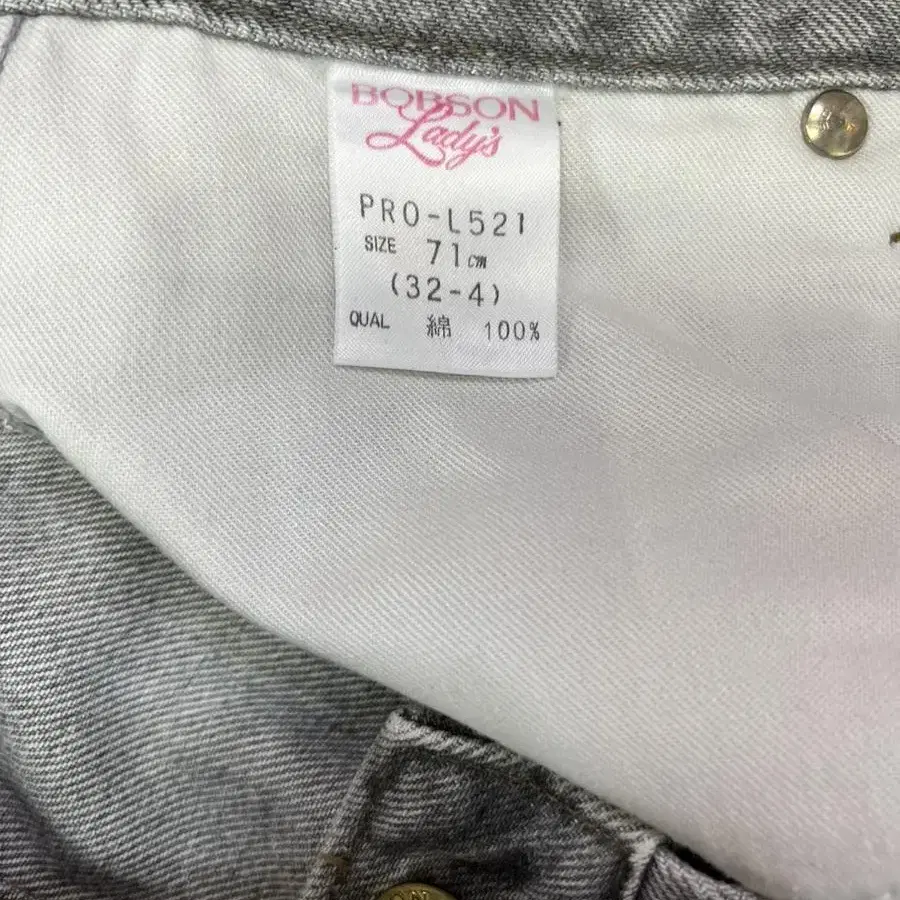 BOBSON
Lady's
PRO-L521
SIZE 71cm
(32-4)
QUAL 綿 100%